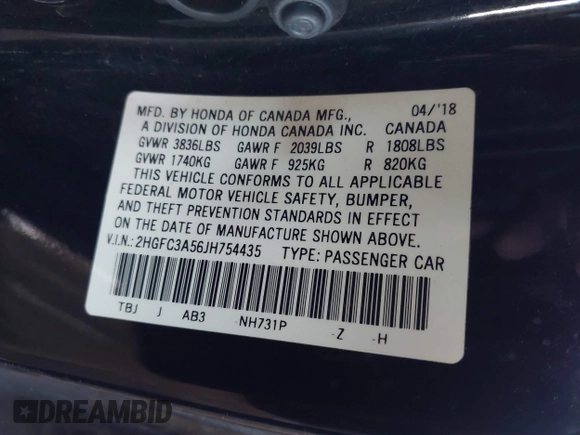 MFD. BY HONDA OF CANADA MFG., 04/'18
A DIVISION OF HONDA CANADA INC. CANADA
GVWR 3836LBS GAWR F 2039LBS R 1808LBS
GVWR 1740KG GAWR F 925KG R 820KG
THIS VEHICLE CONFORMS TO ALL APPLICABLE
FEDERAL MOTOR VEHICLE SAFETY, BUMPER,
AND THEFT PREVENTION STANDARDS IN EFFECT
ON THE DATE OF MANUFACTURE SHOWN ABOVE.
V.I.N.: 2HGFC3A56JH754435 TYPE: PASSENGER CAR
TBJ J AB3 -NH731P -Z -H
DREAMBID